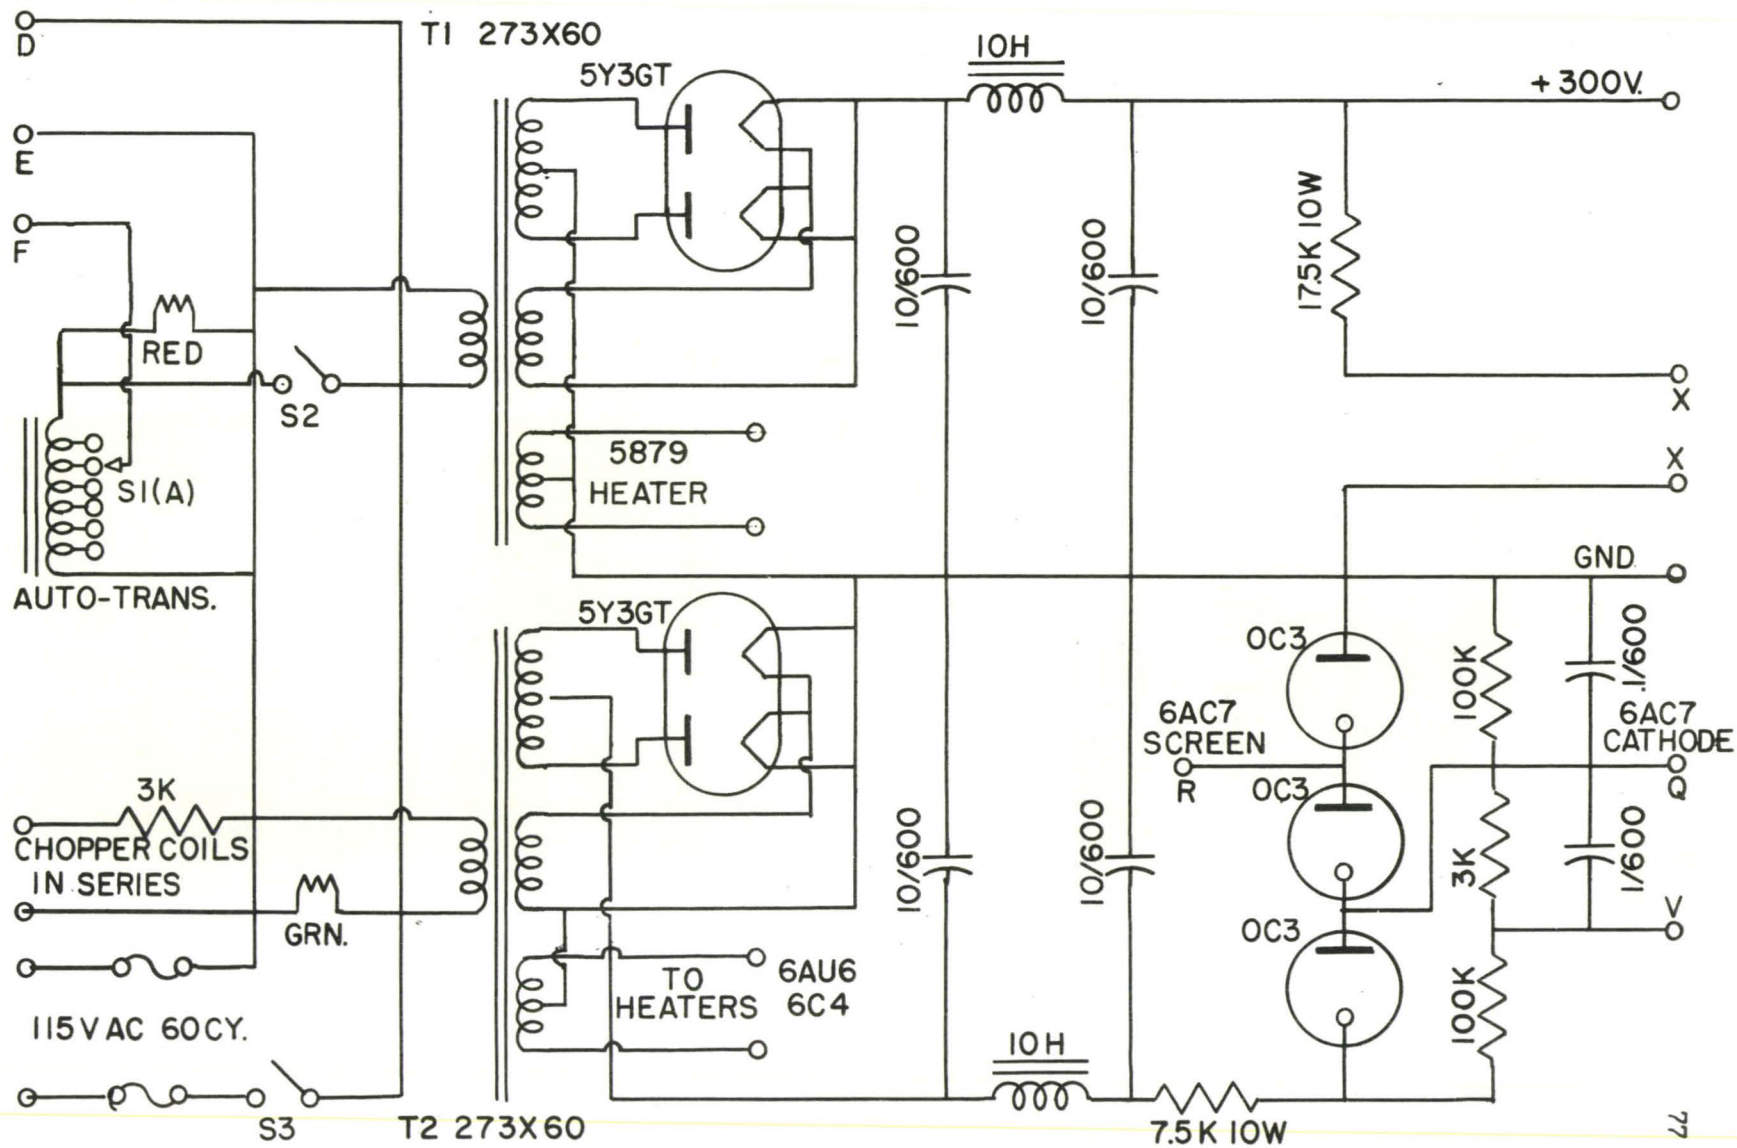 D
T1 273X60
10H
5Y3GT
+300V.
E
F
10/600
10/600
17.5K 10W
RED
S2
X
X
5879
HEATER
S1(A)
AUTO-TRANS.
GND
5Y3GT
OC3
100K
.1/600
6AC7
SCREEN
R
6AC7
CATHODE
Q
OC3
3K
CHOPPER COILS
IN SERIES
10/600
10/600
3K
1/600
GRN.
OC3
V
TO
HEATERS
6AU6
6C4
100K
115V AC 60CY.
10H
S3
T2 273X60
7.5K 10W
77